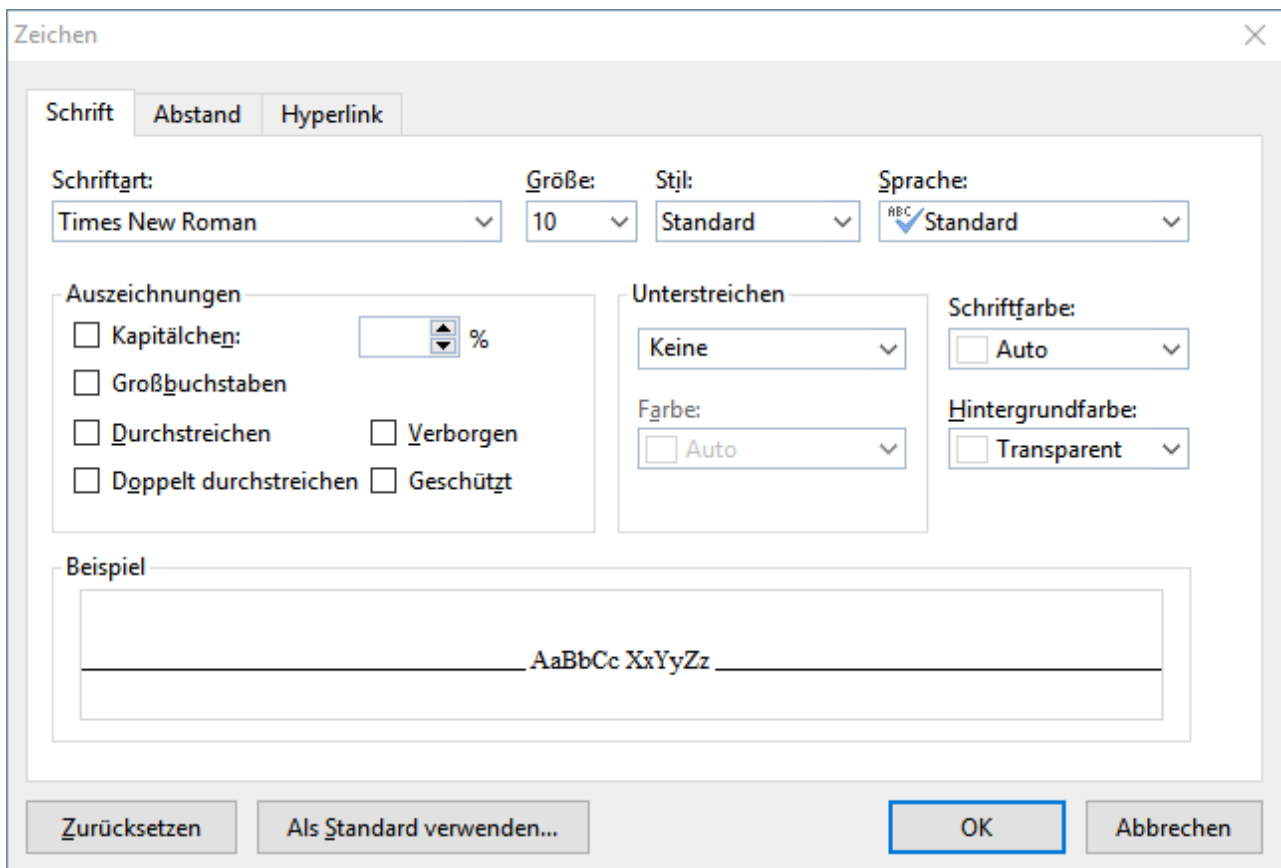 Zeichen
Schrift Abstand Hyperlink
Schriftart: Größe: Stil: Sprache:
Times New Roman 10 Standard ABC Standard
Auszeichnungen Unterstreichen
Schriftfarbe:
Kapitälchen: % Keine Auto
Großbuchstaben
Farbe: Hintergrundfarbe:
Durchstreichen Verborgen Auto Transparent
Doppelt durchstreichen Geschützt
Beispiel
AaBbCc XxYyZz
Zurücksetzen Als Standard verwenden... OK Abbrechen